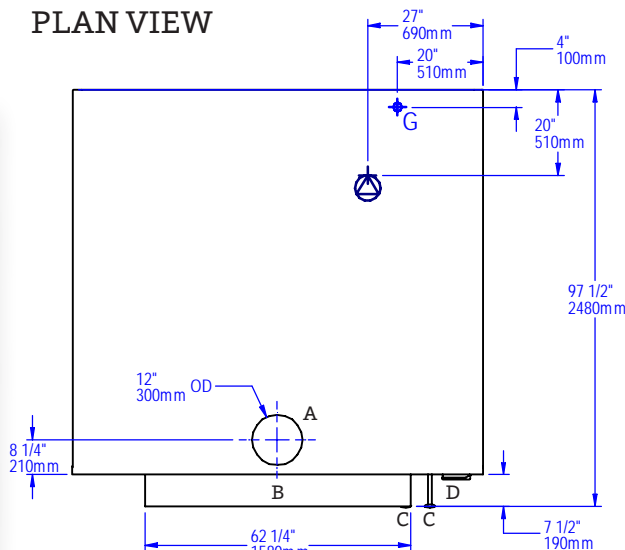 PLAN VIEW
27"
690mm
20"
510mm
4"
100mm
G
20"
510mm
97 1/2"
2480mm
12"
300mm OD
A
8 1/4"
210mm
B
D
C C
62 1/4"
1580mm
7 1/2"
190mm